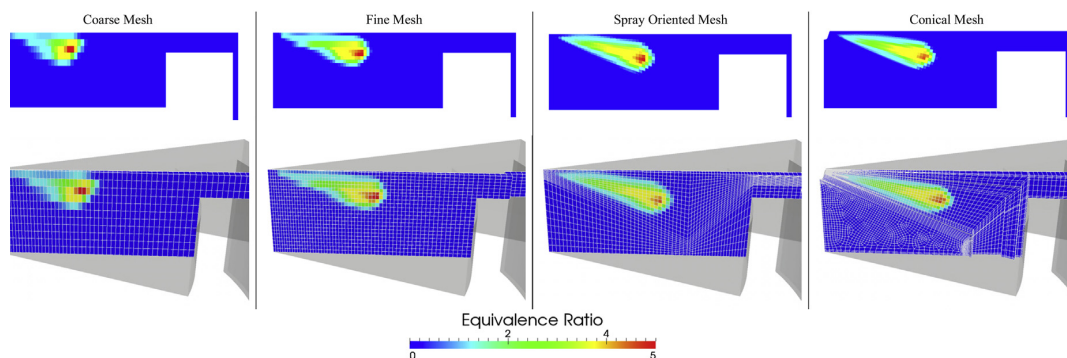 Coarse Mesh
Fine Mesh
Spray Oriented Mesh
Conical Mesh
Equivalence Ratio
0 2 4 5